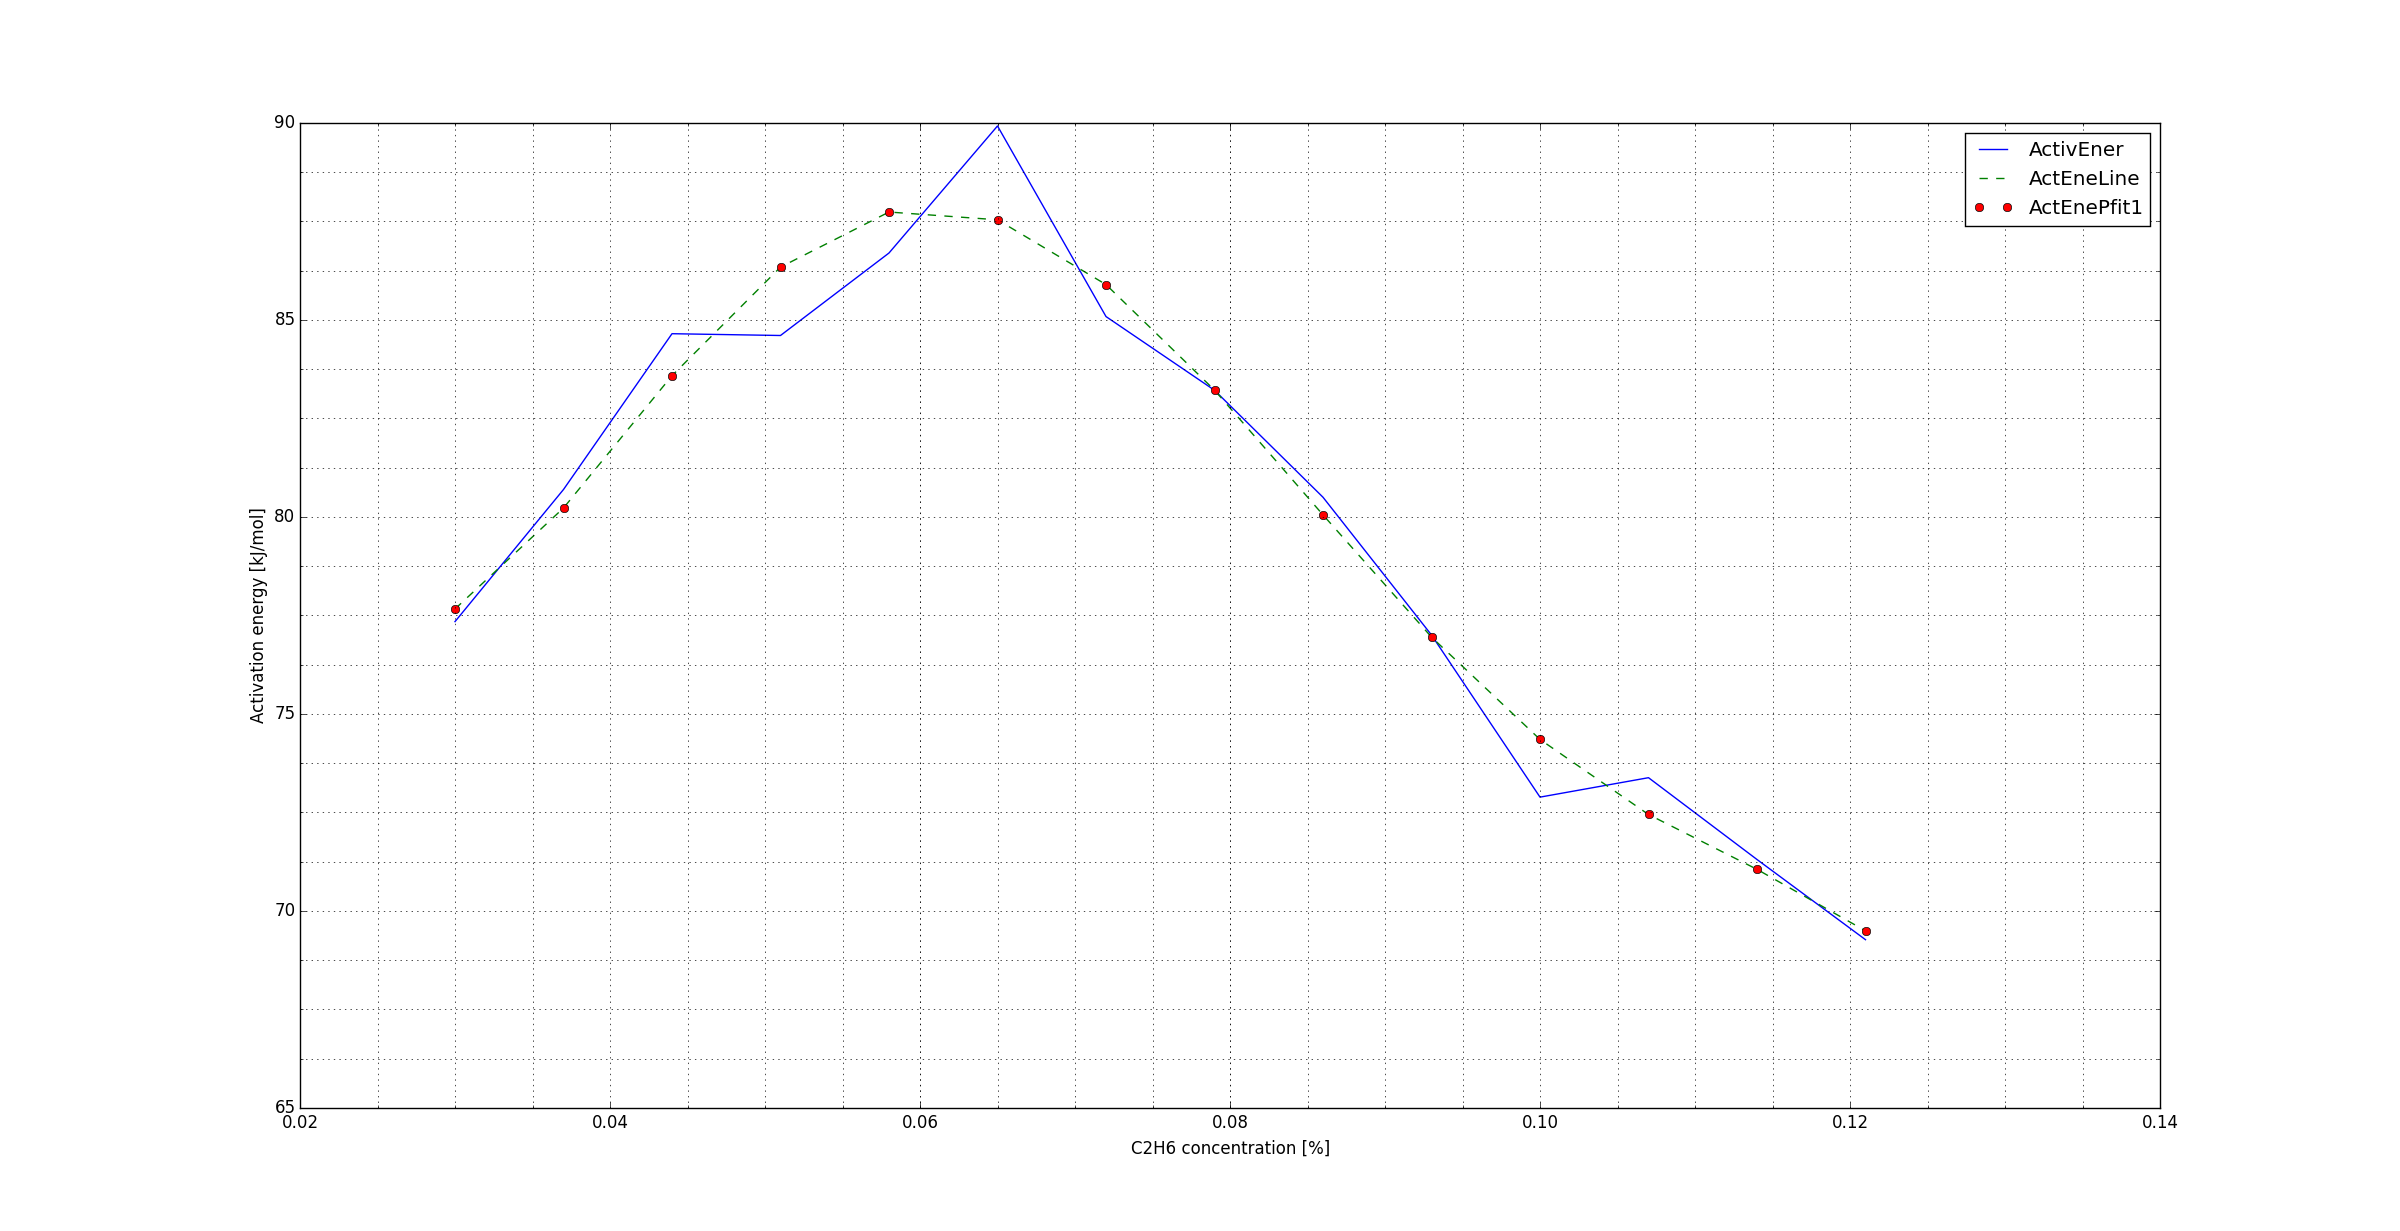 90
85
80
75
70
65
0.02
0.04
0.06
0.08
0.10
0.12
0.14
Activation energy [kJ/mol]
C2H6 concentration [%]
ActivEner
ActEneLine
ActEnePfit1